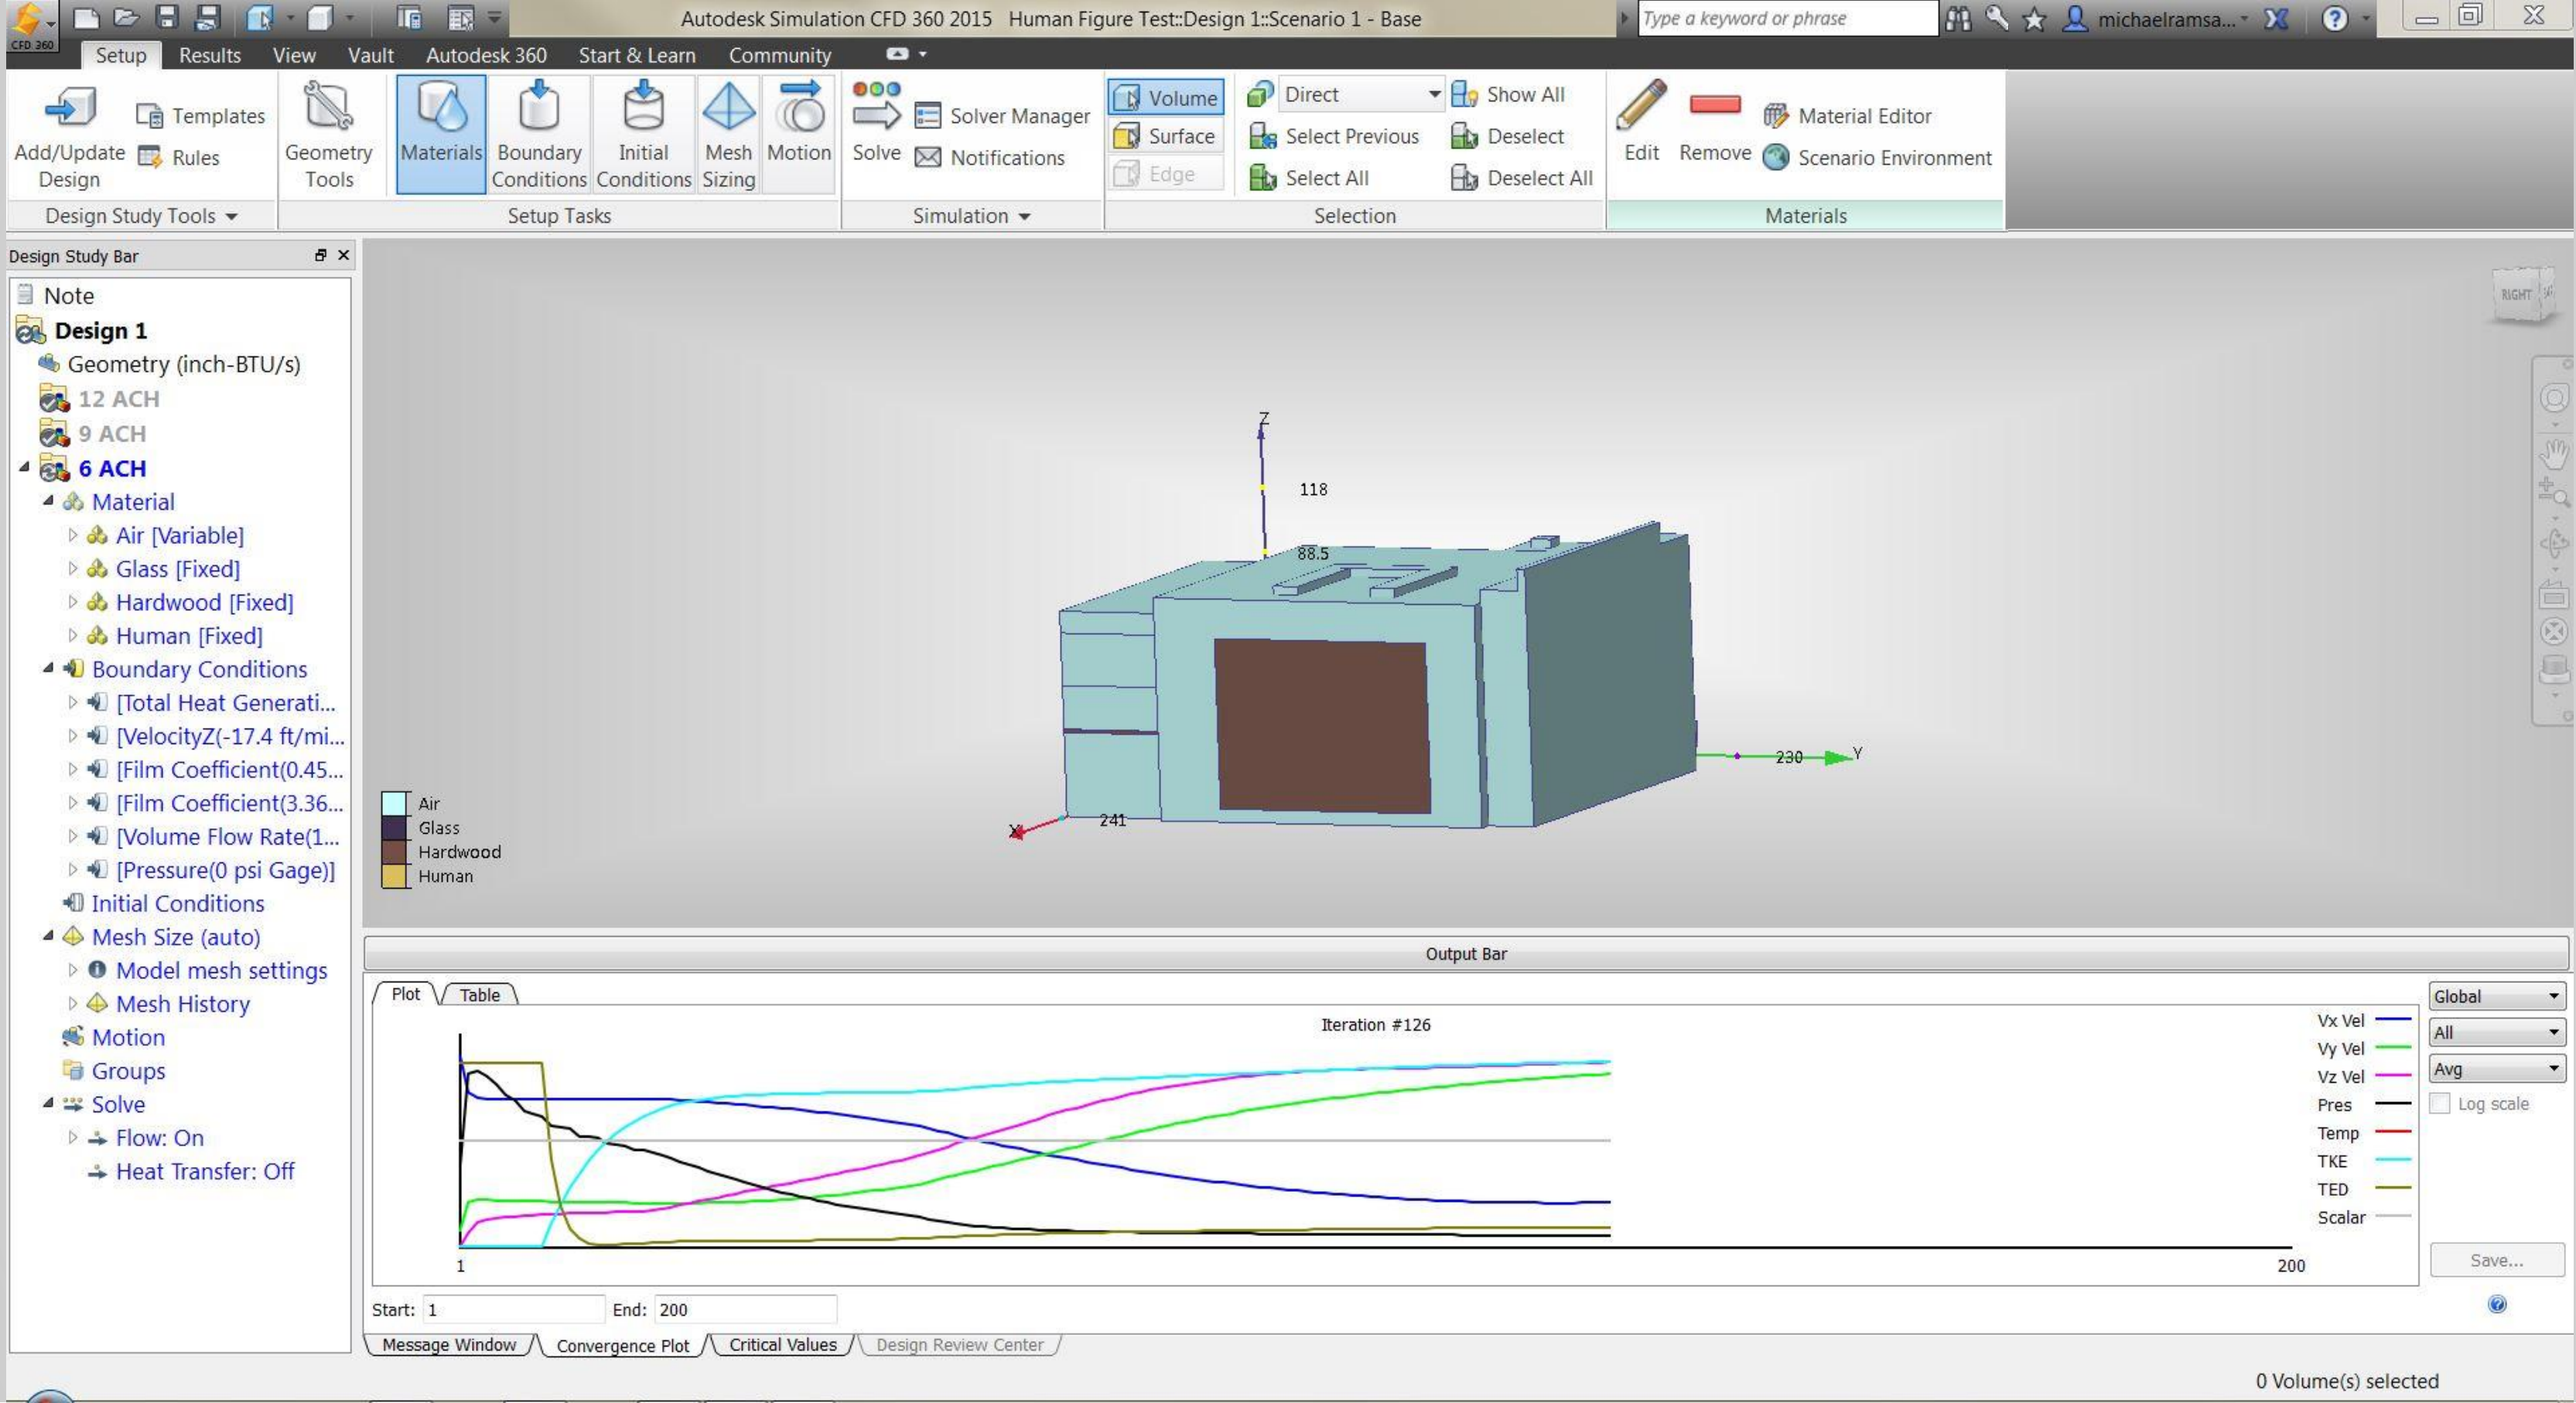 Autodesk Simulation CFD 360 2015 Human Figure Test::Design 1::Scenario 1 - Base
Type a keyword or phrase
michaelramsa...
CFD 360
Setup Results View Vault Autodesk 360 Start & Learn Community
Add/Update Design
Templates
Rules
Geometry Tools
Materials
Boundary Conditions
Initial Conditions
Mesh Sizing
Motion
Solve
Solver Manager
Notifications
Volume
Surface
Edge
Direct
Select Previous
Select All
Show All
Deselect
Deselect All
Edit
Remove
Material Editor
Scenario Environment
Design Study Tools
Setup Tasks
Simulation
Selection
Materials
Design Study Bar
Note
Design 1
Geometry (inch-BTU/s)
12 ACH
9 ACH
6 ACH
Material
Air [Variable]
Glass [Fixed]
Hardwood [Fixed]
Human [Fixed]
Boundary Conditions
[Total Heat Generati...
[VelocityZ(-17.4 ft/mi...
[Film Coefficient(0.45...
[Film Coefficient(3.36...
[Volume Flow Rate(1...
[Pressure(0 psi Gage)]
Initial Conditions
Mesh Size (auto)
Model mesh settings
Mesh History
Motion
Groups
Solve
Flow: On
Heat Transfer: Off
RIGHT
Z
118
88.5
230
Y
X
241
Air
Glass
Hardwood
Human
Output Bar
Plot
Table
Iteration #126
Vx Vel
Vy Vel
Vz Vel
Pres
Temp
TKE
TED
Scalar
Global
All
Avg
Log scale
Save...
1
200
Start: 1
End: 200
Message Window
Convergence Plot
Critical Values
Design Review Center
0 Volume(s) selected